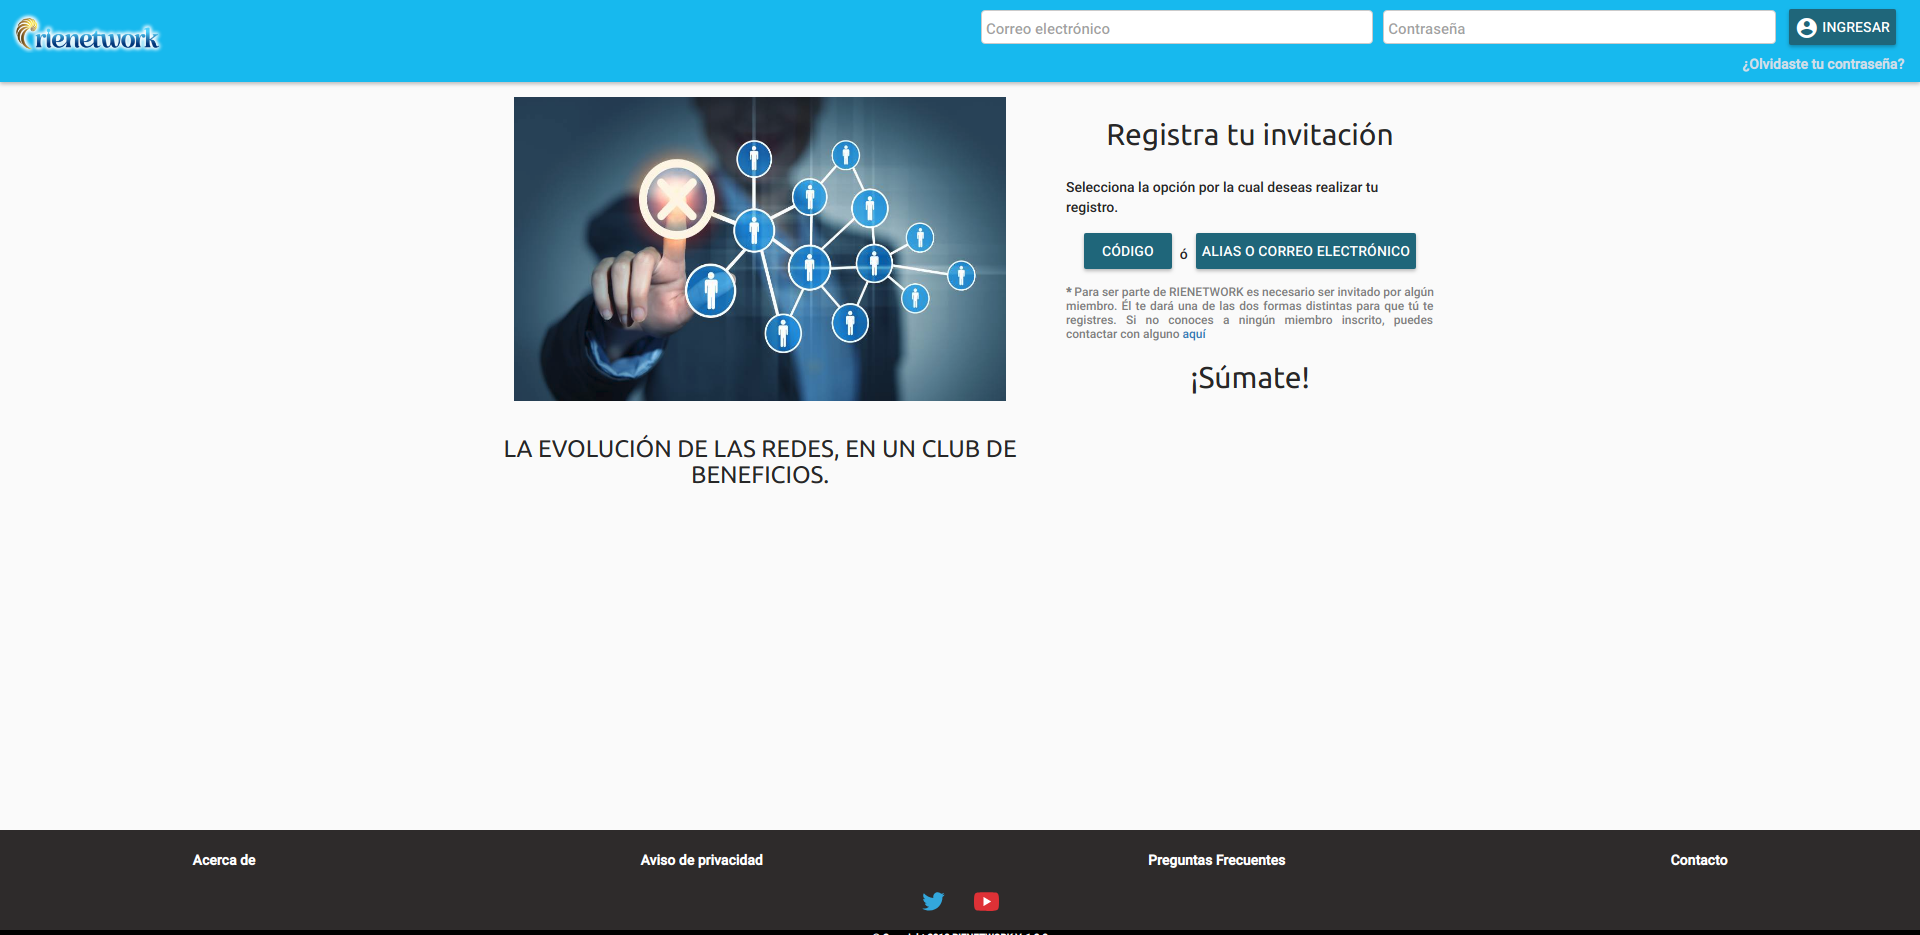 rienetwork
Correo electrónico
Contraseña
INGRESAR
¿Olvidaste tu contraseña?
Registra tu invitación
Selecciona la opción por la cual deseas realizar tu
registro.
CÓDIGO ó ALIAS O CORREO ELECTRÓNICO
* Para ser parte de RIENETWORK es necesario ser invitado por algún
miembro. Él te dará una de las dos formas distintas para que tú te
registres. Si no conoces a ningún miembro inscrito, puedes
contactar con alguno aquí
¡Súmate!
LA EVOLUCIÓN DE LAS REDES, EN UN CLUB DE
BENEFICIOS.
Acerca de
Aviso de privacidad
Preguntas Frecuentes
Contacto